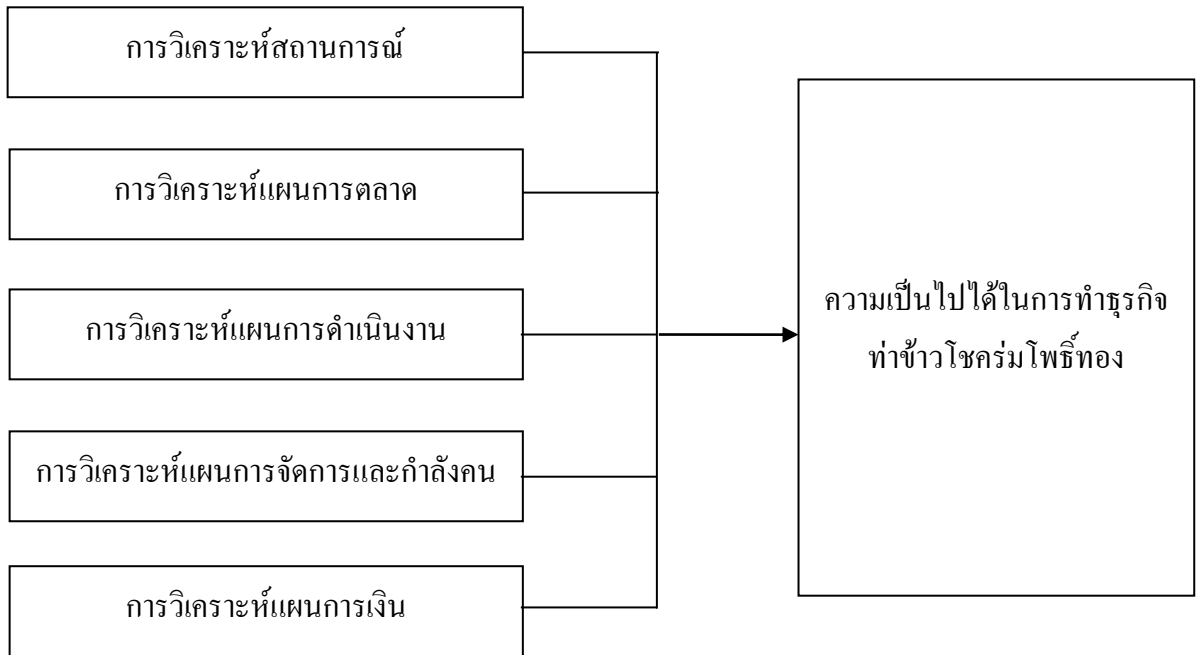 การวิเคราะห์สถานการณ์
การวิเคราะห์แผนการตลาด
การวิเคราะห์แผนการดำเนินงาน
การวิเคราะห์แผนการจัดการและกำลังคน
การวิเคราะห์แผนการเงิน
ความเป็นไปได้ในการทำธุรกิจ
ท่าข้าวโชคร่มโพธิ์ทอง